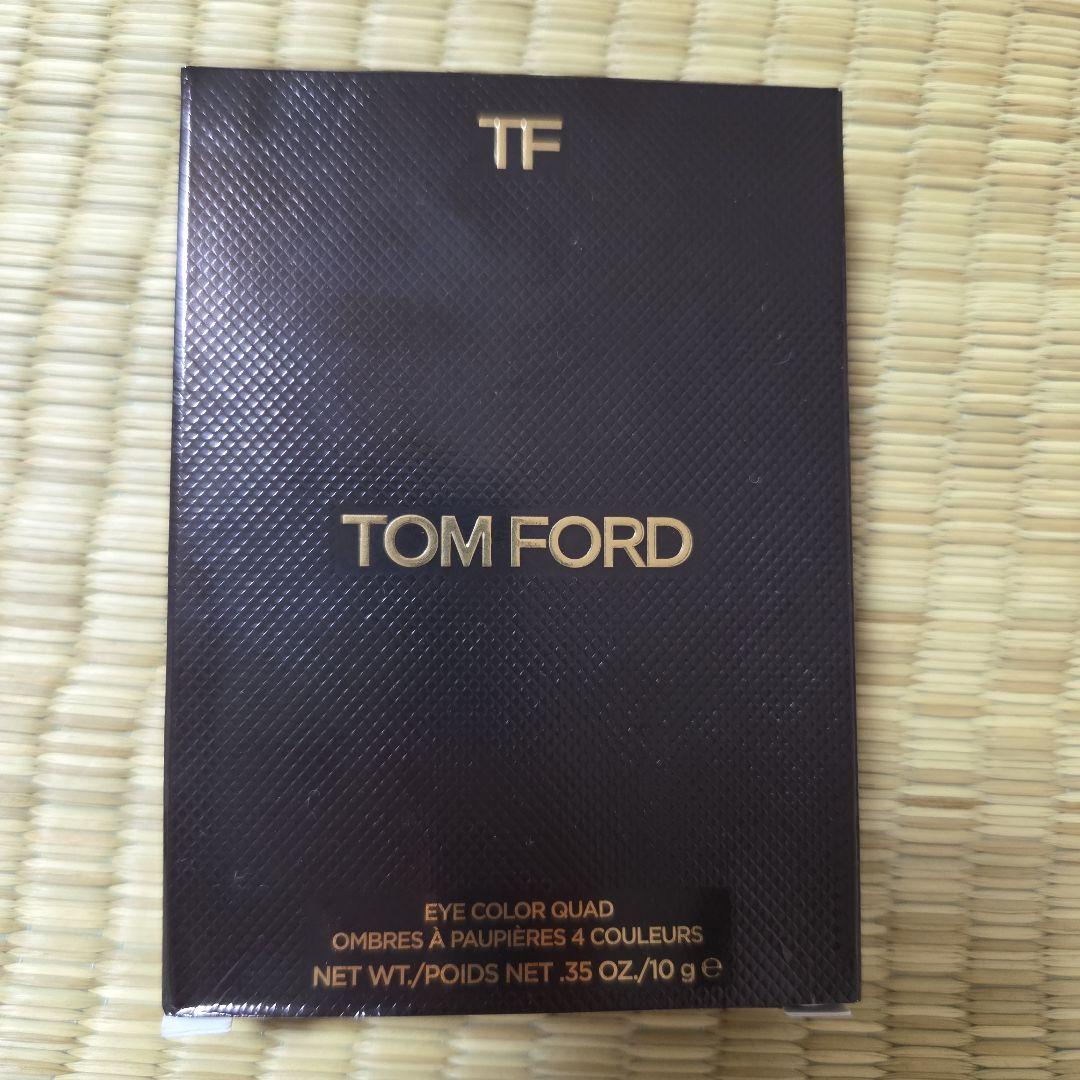 TF
TOM FORD
EYE COLOR QUAD
OMBRES À PAUPIÈRES 4 COULEURS
NET WT./POIDS NET .35 OZ./10 g ℮